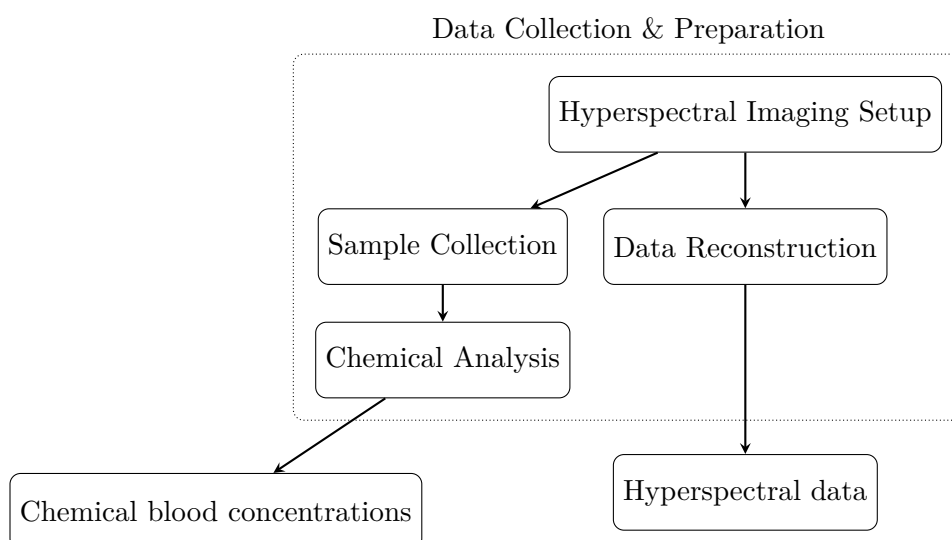 Data Collection & Preparation
Hyperspectral Imaging Setup
Sample Collection
Data Reconstruction
Chemical Analysis
Hyperspectral data
Chemical blood concentrations